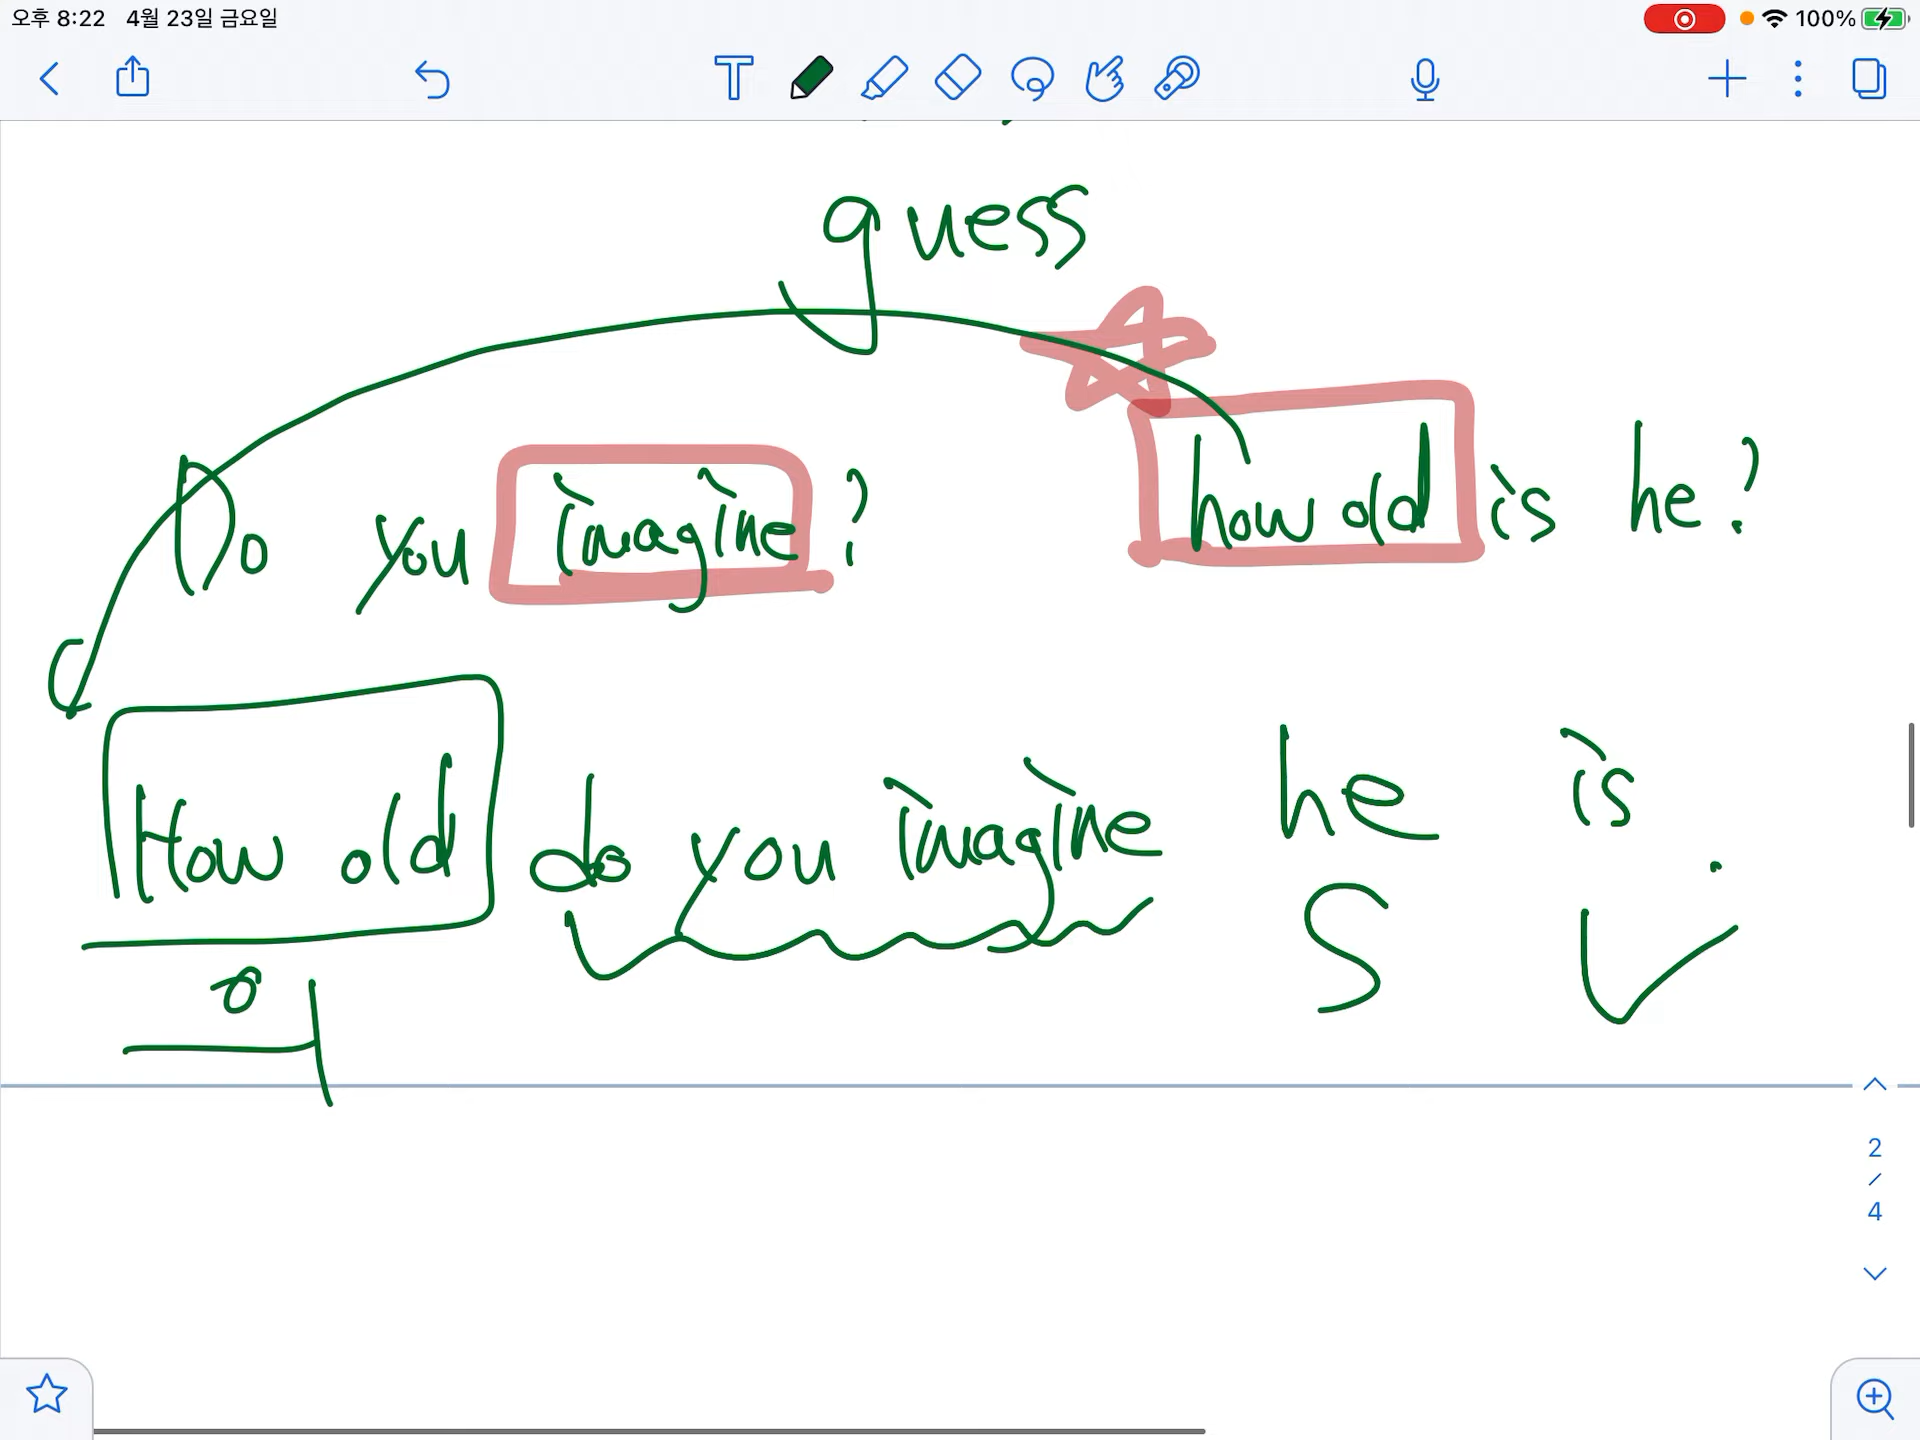 오후 8:22 4월 23일 금요일 100%
T
guess
Do you imagine? how old is he?
How old do you imagine he is.
의 S V
2
/
4